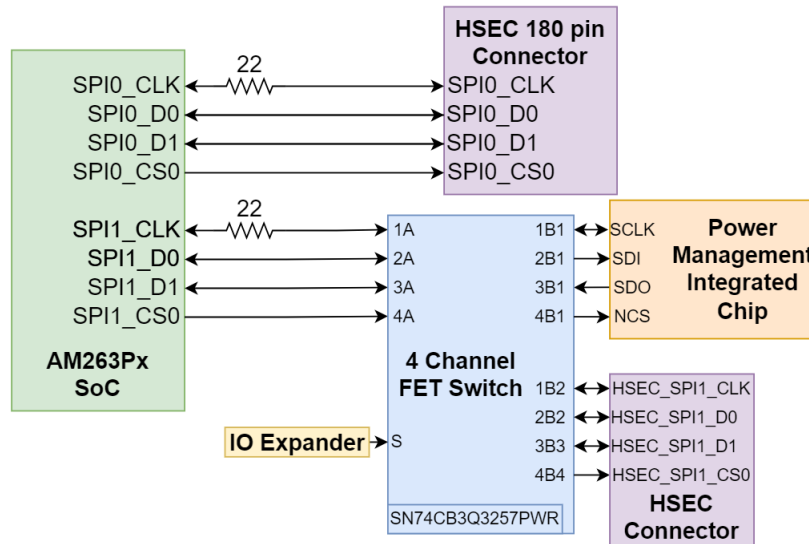 HSEC 180 pin
Connector
22
SPI0_CLK
SPI0_D0
SPI0_D1
SPI0_CS0
SPI0_CLK
SPI0_D0
SPI0_D1
SPI0_CS0
22
SPI1_CLK
SPI1_D0
SPI1_D1
SPI1_CS0
AM263Px
SoC
1A
2A
3A
4A
1B1
2B1
3B1
4B1
SCLK
SDI
SDO
NCS
Power
Management
Integrated
Chip
4 Channel
FET Switch
1B2
2B2
3B3
4B4
HSEC_SPI1_CLK
HSEC_SPI1_D0
HSEC_SPI1_D1
HSEC_SPI1_CS0
IO Expander
S
SN74CB3Q3257PWR
HSEC
Connector